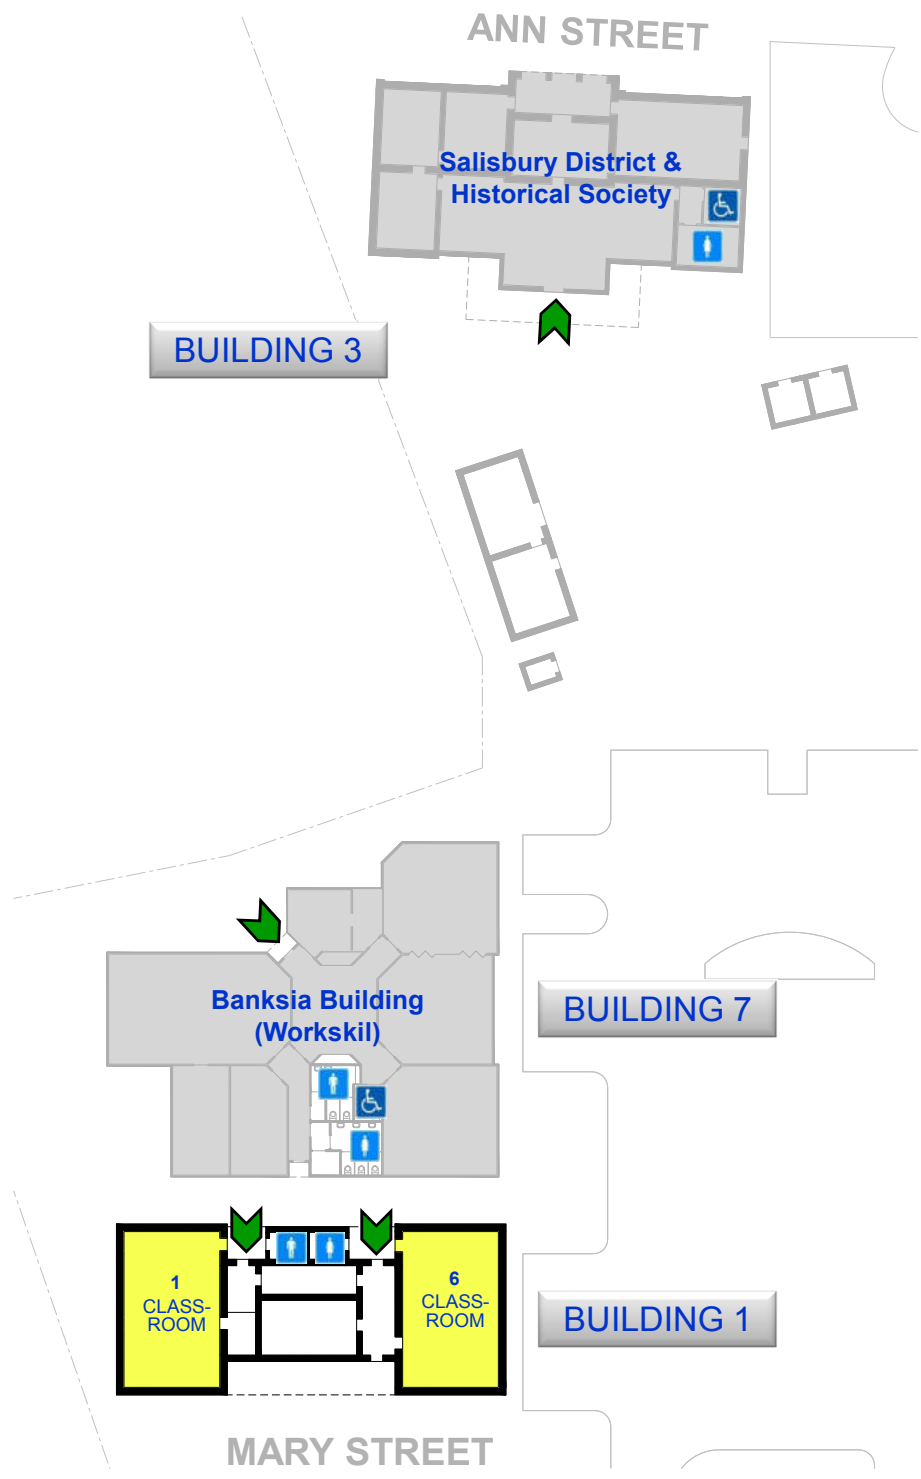 ANN STREET
Salisbury District &
Historical Society
BUILDING 3
Banksia Building
(Workskil)
BUILDING 7
1
CLASS-
ROOM
6
CLASS-
ROOM
BUILDING 1
MARY STREET